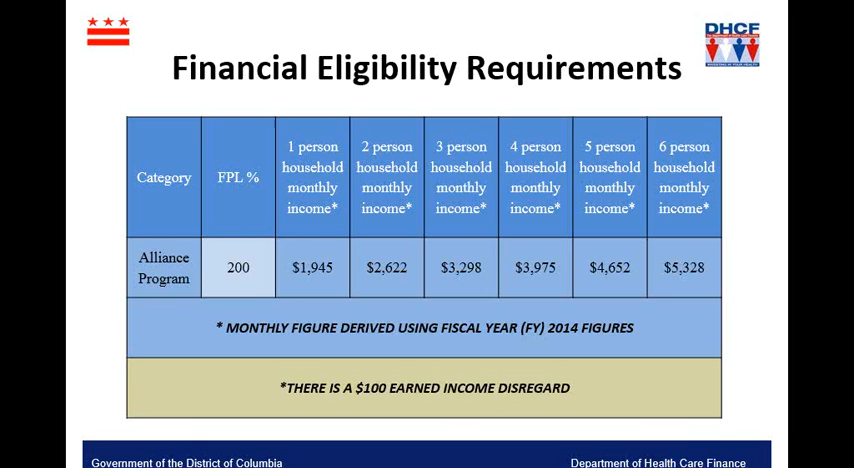 DHCF
Financial Eligibility Requirements
Category
FPL %
1 person
household
monthly
income*
2 person
household
monthly
income*
3 person
household
monthly
income*
4 person
household
monthly
income*
5 person
household
monthly
income*
6 person
household
monthly
income*
Alliance
Program
200
$1,945
$2,622
$3,298
$3,975
$4,652
$5,328
* MONTHLY FIGURE DERIVED USING FISCAL YEAR (FY) 2014 FIGURES
*THERE IS A $100 EARNED INCOME DISREGARD
Government of the District of Columbia
Department of Health Care Finance